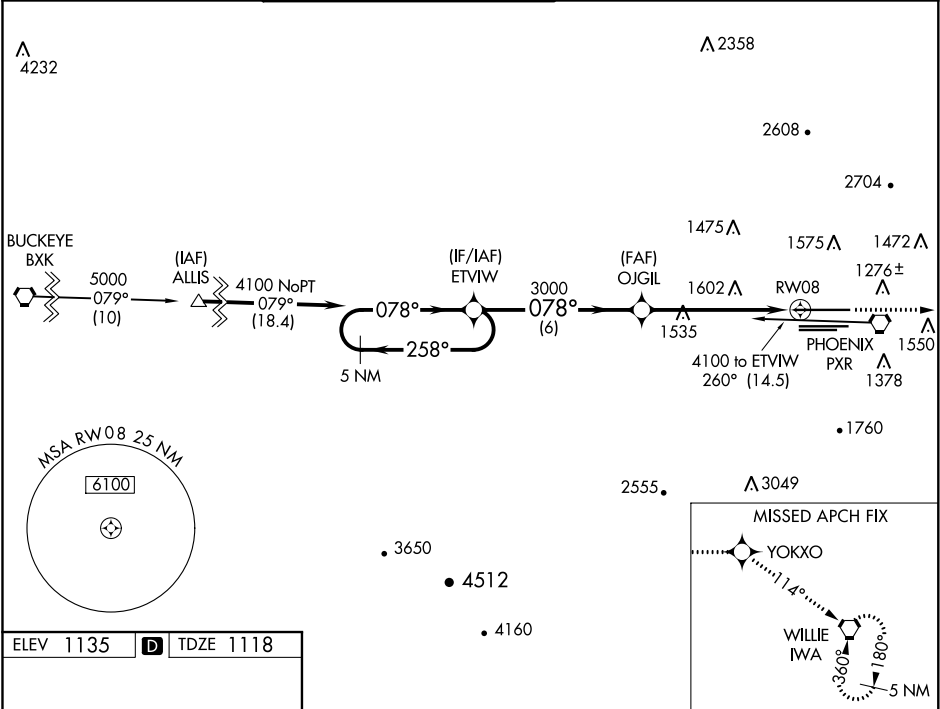 4232
2358
2608
2704
BUCKEYE
BXK
5000
079°
(10)
(IAF)
ALLIS
4100 NoPT
079°
(18.4)
078°
258°
5 NM
(IF/IAF)
ETVIW
3000
078°
(6)
(FAF)
OJGIL
1475
1602
1535
1575
1472
1276±
RW08
PHOENIX
PXR
1550
1378
4100 to ETVIW
260° (14.5)
1760
MSA RW08 25 NM
6100
2555
3049
3650
4512
4160
MISSED APCH FIX
YOKXO
114°
WILLIE
IWA
360°
180°
5 NM
ELEV 1135 D TDZE 1118